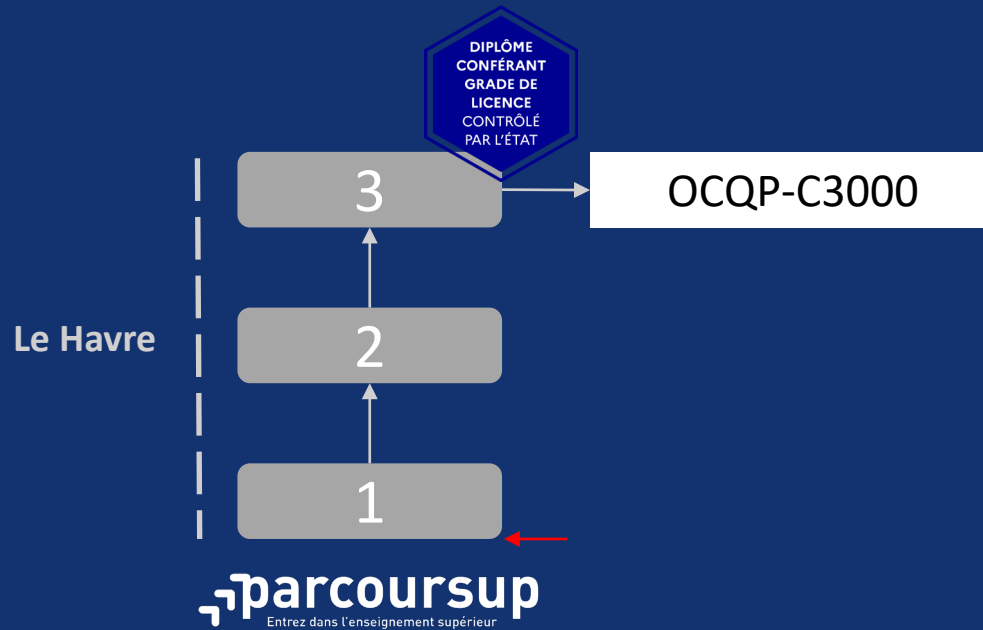 DIPLÔME
CONFÉRANT
GRADE DE
LICENCE
CONTRÔLÉ
PAR L'ÉTAT
3
OCQP-C3000
Le Havre
2
1
parcoursup
Entrez dans l'enseignement supérieur